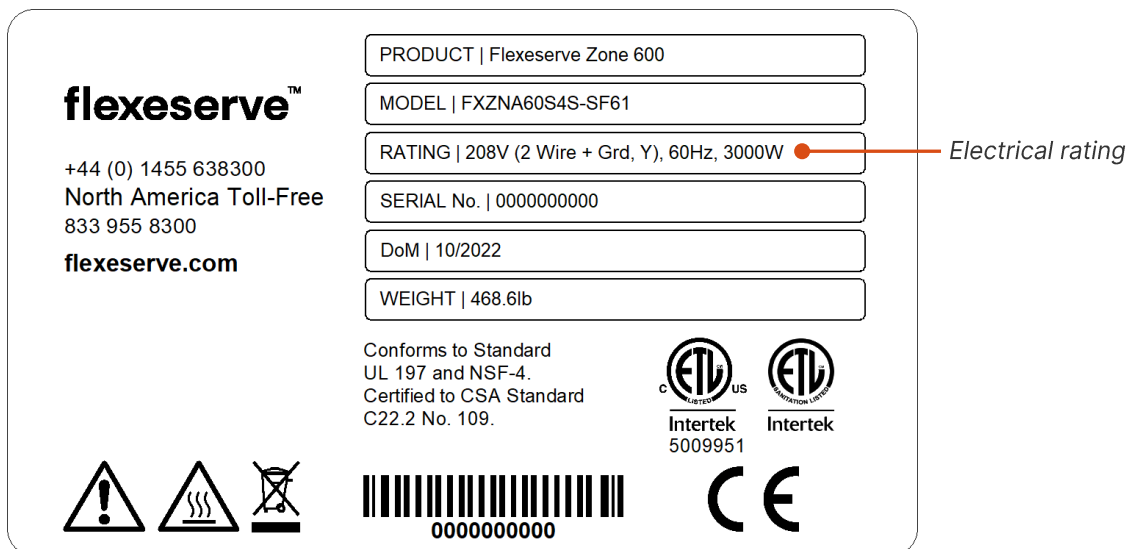 flexeserve™
+44 (0) 1455 638300
North America Toll-Free
833 955 8300
flexeserve.com
PRODUCT | Flexeserve Zone 600
MODEL | FXZNA60S4S-SF61
RATING | 208V (2 Wire + Grd, Y), 60Hz, 3000W
Electrical rating
SERIAL No. | 0000000000
DoM | 10/2022
WEIGHT | 468.6lb
Conforms to Standard
UL 197 and NSF-4.
Certified to CSA Standard
C22.2 No. 109.
ETL
LISTED
C US
Intertek
5009951
ETL
SANITATION LISTED
Intertek
0000000000
CE